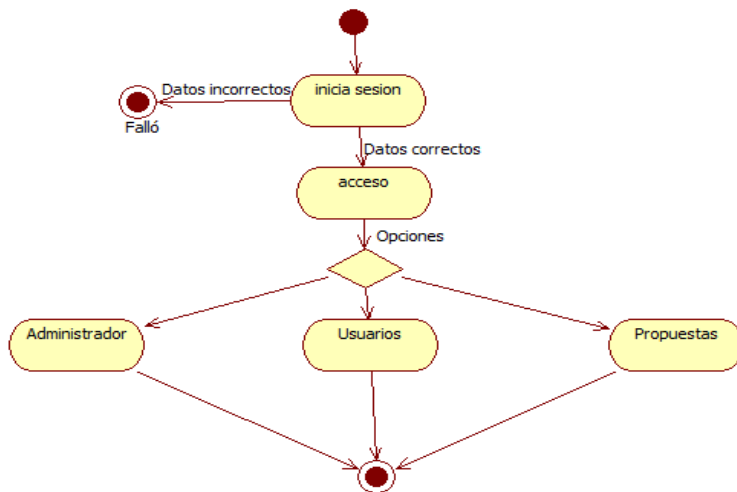 inicia sesion
Datos incorrectos
Falló
Datos correctos
acceso
Opciones
Administrador
Usuarios
Propuestas